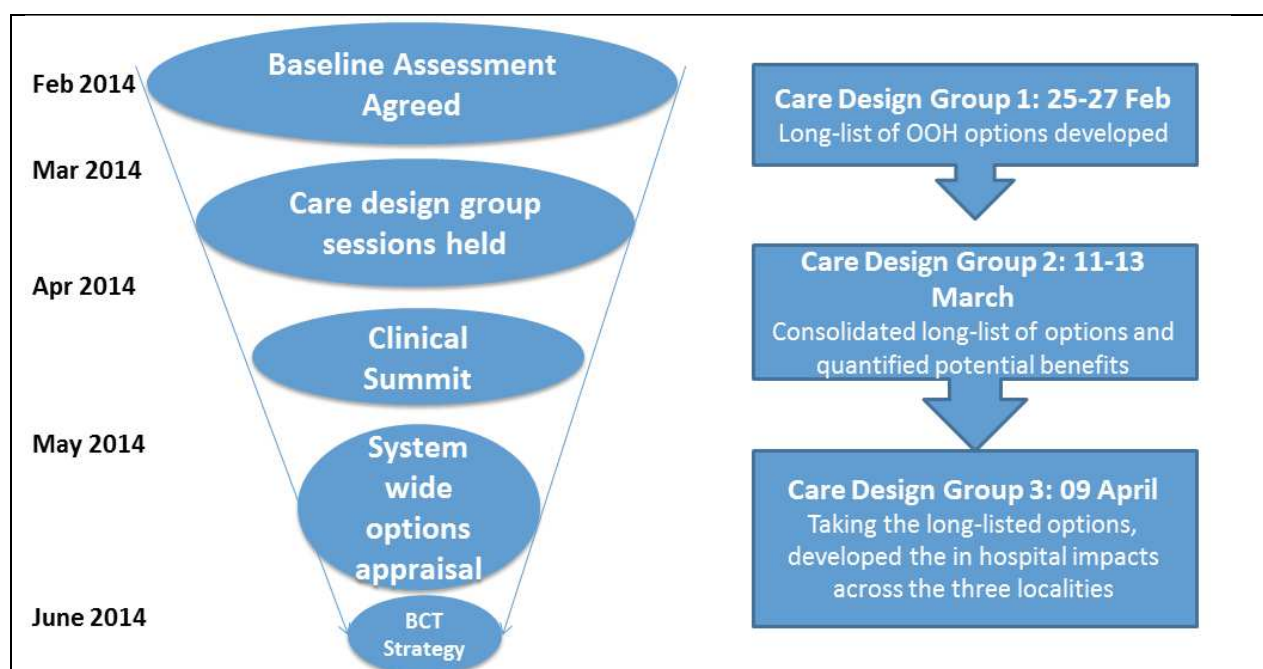 Feb 2014
Baseline Assessment
Agreed
Mar 2014
Care design group
sessions held
Apr 2014
Clinical
Summit
May 2014
System
wide
options
appraisal
June 2014
BCT
Strategy
Care Design Group 1: 25-27 Feb
Long-list of OOH options developed
Care Design Group 2: 11-13
March
Consolidated long-list of options and
quantified potential benefits
Care Design Group 3: 09 April
Taking the long-listed options,
developed the in hospital impacts
across the three localities